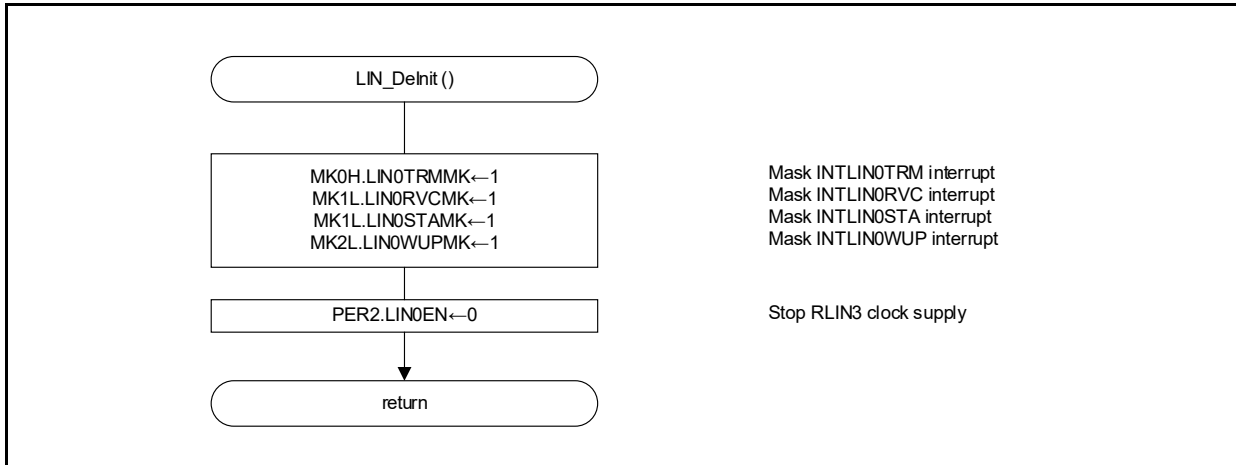 LIN_DeInit ()
MK0H.LIN0TRMMK←1
MK1L.LIN0RVCMK←1
MK1L.LIN0STAMK←1
MK2L.LIN0WUPMK←1
Mask INTLIN0TRM interrupt
Mask INTLIN0RVC interrupt
Mask INTLIN0STA interrupt
Mask INTLIN0WUP interrupt
PER2.LIN0EN←0
Stop RLIN3 clock supply
return